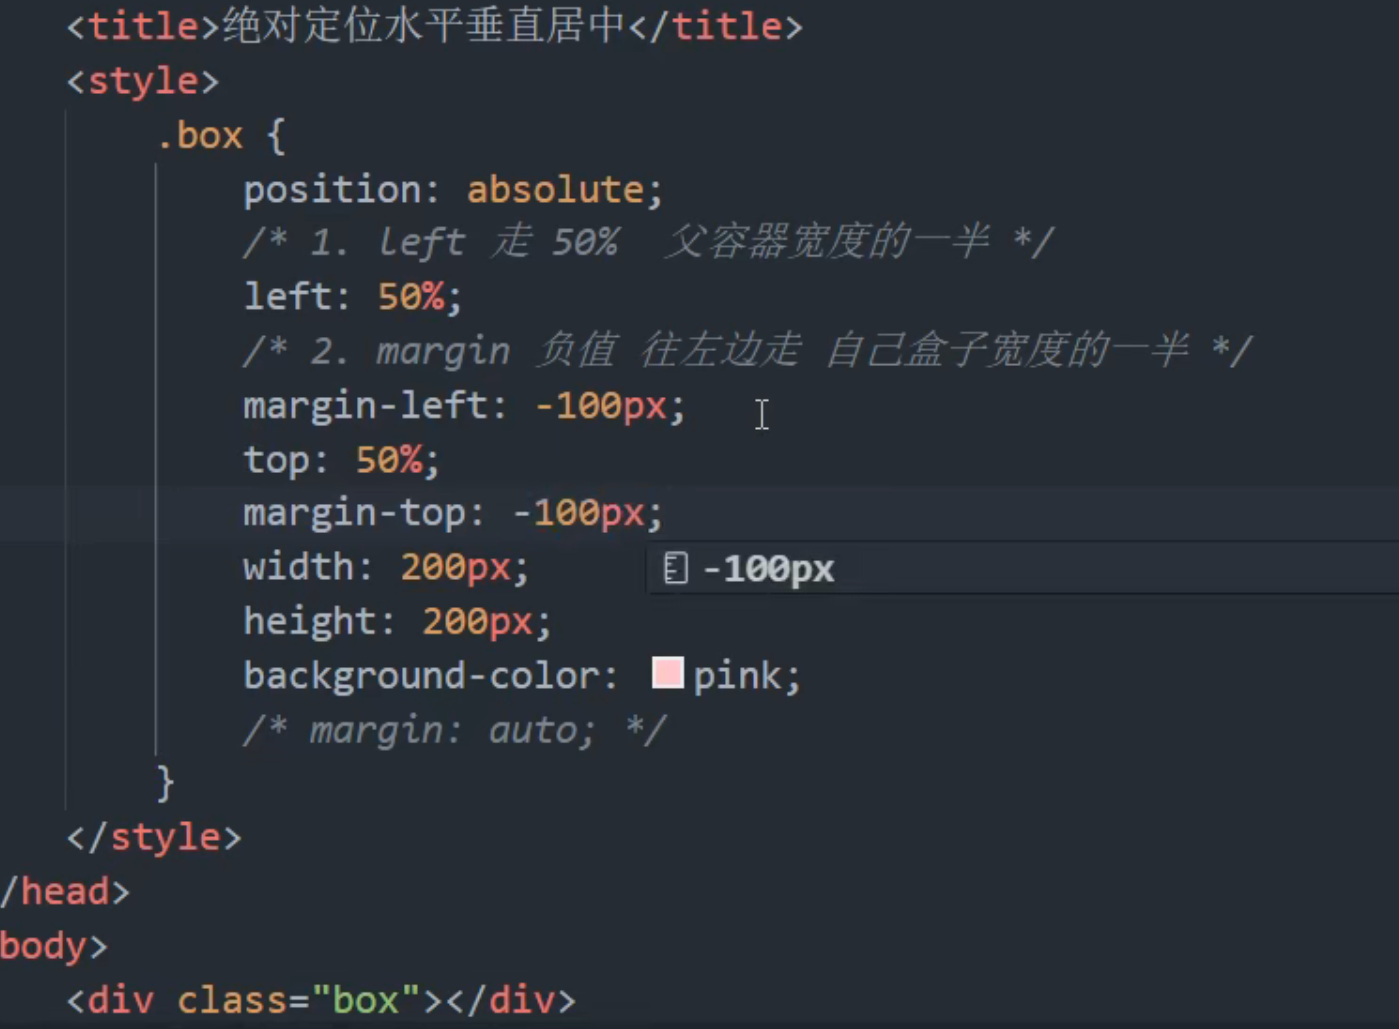 <title>绝对定位水平垂直居中</title>
<style>
.box {
position: absolute;
/* 1. left 走 50%  父容器宽度的一半 */
left: 50%;
/* 2. margin 负值 往左边走 自己盒子宽度的一半 */
margin-left: -100px;
top: 50%;
margin-top: -100px;
width: 200px;
-100px
height: 200px;
background-color: pink;
/* margin: auto; */
}
</style>
/head>
body>
<div class="box"></div>